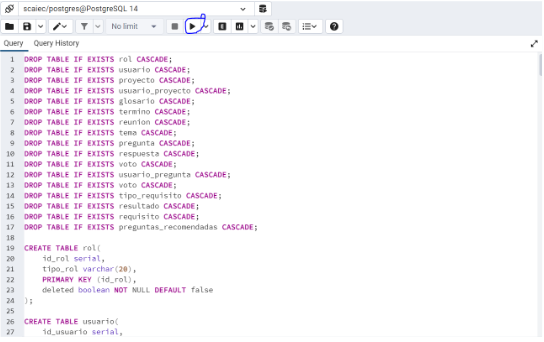 scaiec/postgres@PostgreSQL 14
No limit
Query Query History
1 DROP TABLE IF EXISTS rol CASCADE;
2 DROP TABLE IF EXISTS usuario CASCADE;
3 DROP TABLE IF EXISTS proyecto CASCADE;
4 DROP TABLE IF EXISTS usuario_proyecto CASCADE;
5 DROP TABLE IF EXISTS glosario CASCADE;
6 DROP TABLE IF EXISTS termino CASCADE;
7 DROP TABLE IF EXISTS reunion CASCADE;
8 DROP TABLE IF EXISTS tema CASCADE;
9 DROP TABLE IF EXISTS pregunta CASCADE;
10 DROP TABLE IF EXISTS respuesta CASCADE;
11 DROP TABLE IF EXISTS voto CASCADE;
12 DROP TABLE IF EXISTS usuario_pregunta CASCADE;
13 DROP TABLE IF EXISTS voto CASCADE;
14 DROP TABLE IF EXISTS tipo_requisito CASCADE;
15 DROP TABLE IF EXISTS resultado CASCADE;
16 DROP TABLE IF EXISTS requisito CASCADE;
17 DROP TABLE IF EXISTS preguntas_recomendadas CASCADE;
18
19 CREATE TABLE rol(
20 id_rol serial,
21 tipo_rol varchar(20),
22 PRIMARY KEY (id_rol),
23 deleted boolean NOT NULL DEFAULT false
24 );
25
26 CREATE TABLE usuario(
27 id_usuario serial,